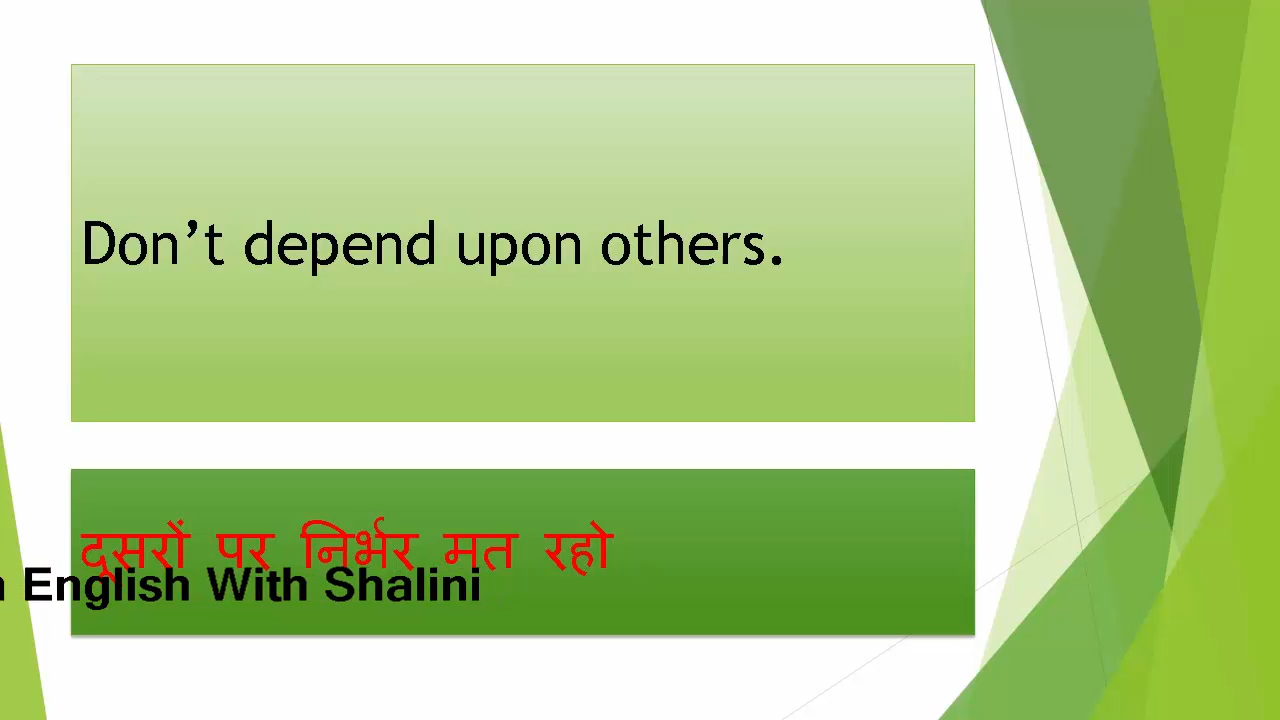 Don’t depend upon others.
दूसरों पर निर्भर मत रहो
English With Shalini